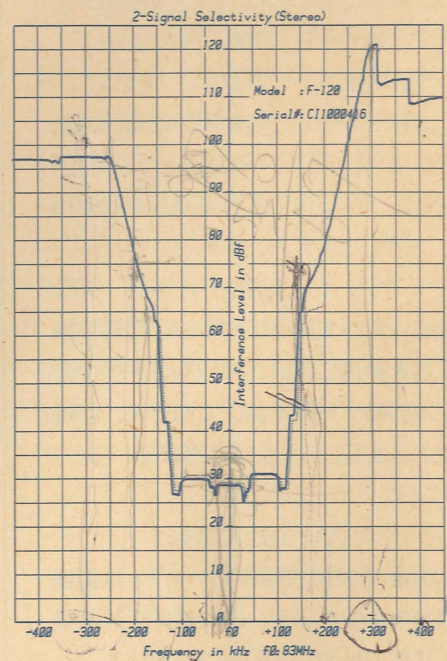 2-Signal Selectivity(Stereo)
120
110
100
90
80
70
60
50
40
30
20
10
0
Model :F-120
Serial#:CI1000416
Interference Level in dBf
-400 -300 -200 -100 f0 +100 +200 +300 +400
Frequency in kHz f0:83MHz